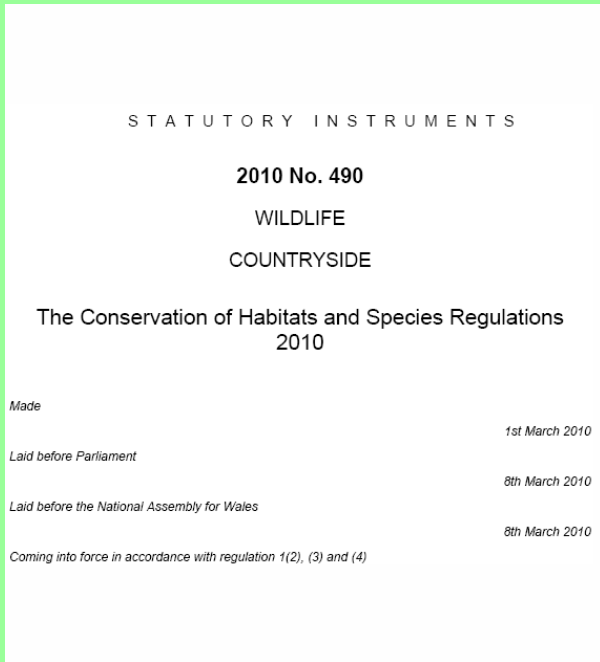 STATUTORY INSTRUMENTS
2010 No. 490
WILDLIFE
COUNTRYSIDE
The Conservation of Habitats and Species Regulations
2010
Made
1st March 2010
Laid before Parliament
8th March 2010
Laid before the National Assembly for Wales
8th March 2010
Coming into force in accordance with regulation 1(2), (3) and (4)